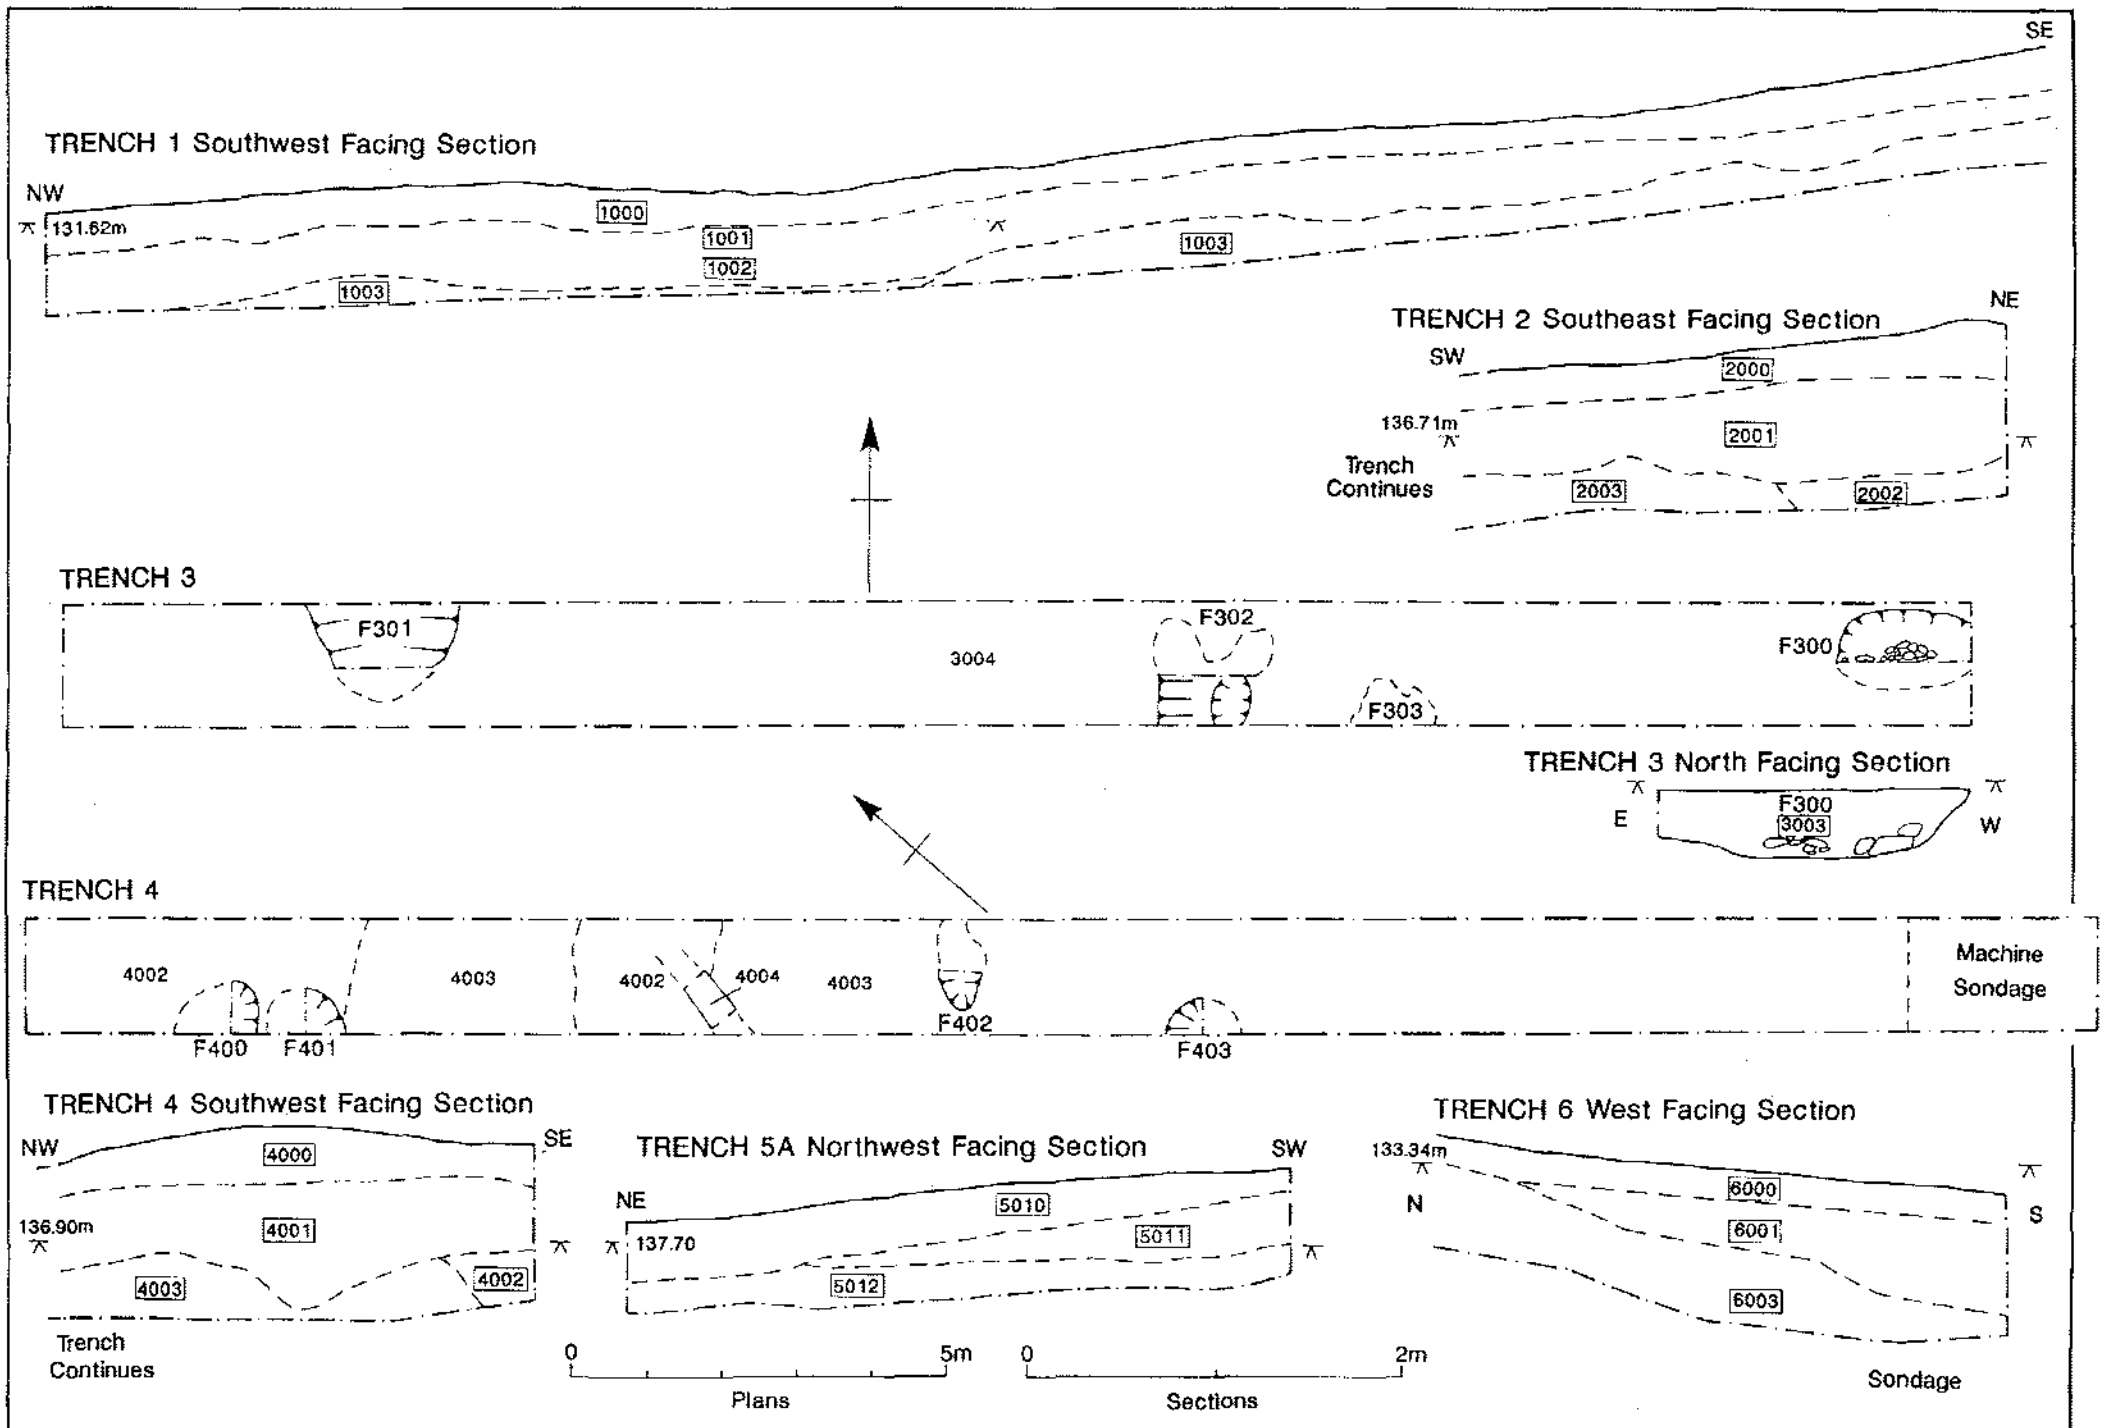 SE
TRENCH 1 Southwest Facing Section
NW
131.62m
1000
1001
1002
1003
1003
TRENCH 2 Southeast Facing Section
NE
SW
2000
136.71m
2001
Trench
Continues
2003
2002
TRENCH 3
F301
F302
3004
F300
F303
TRENCH 3 North Facing Section
E
F300
3003
W
TRENCH 4
4002
4003
4002
4004
4003
Machine
Sondage
F400
F401
F402
F403
TRENCH 4 Southwest Facing Section
NW
SE
4000
136.90m
4001
4003
4002
Trench
Continues
TRENCH 5A Northwest Facing Section
SW
NE
5010
137.70
5011
5012
TRENCH 6 West Facing Section
133.34m
N
6000
S
6001
6003
Sondage
0
5m
Plans
0
2m
Sections